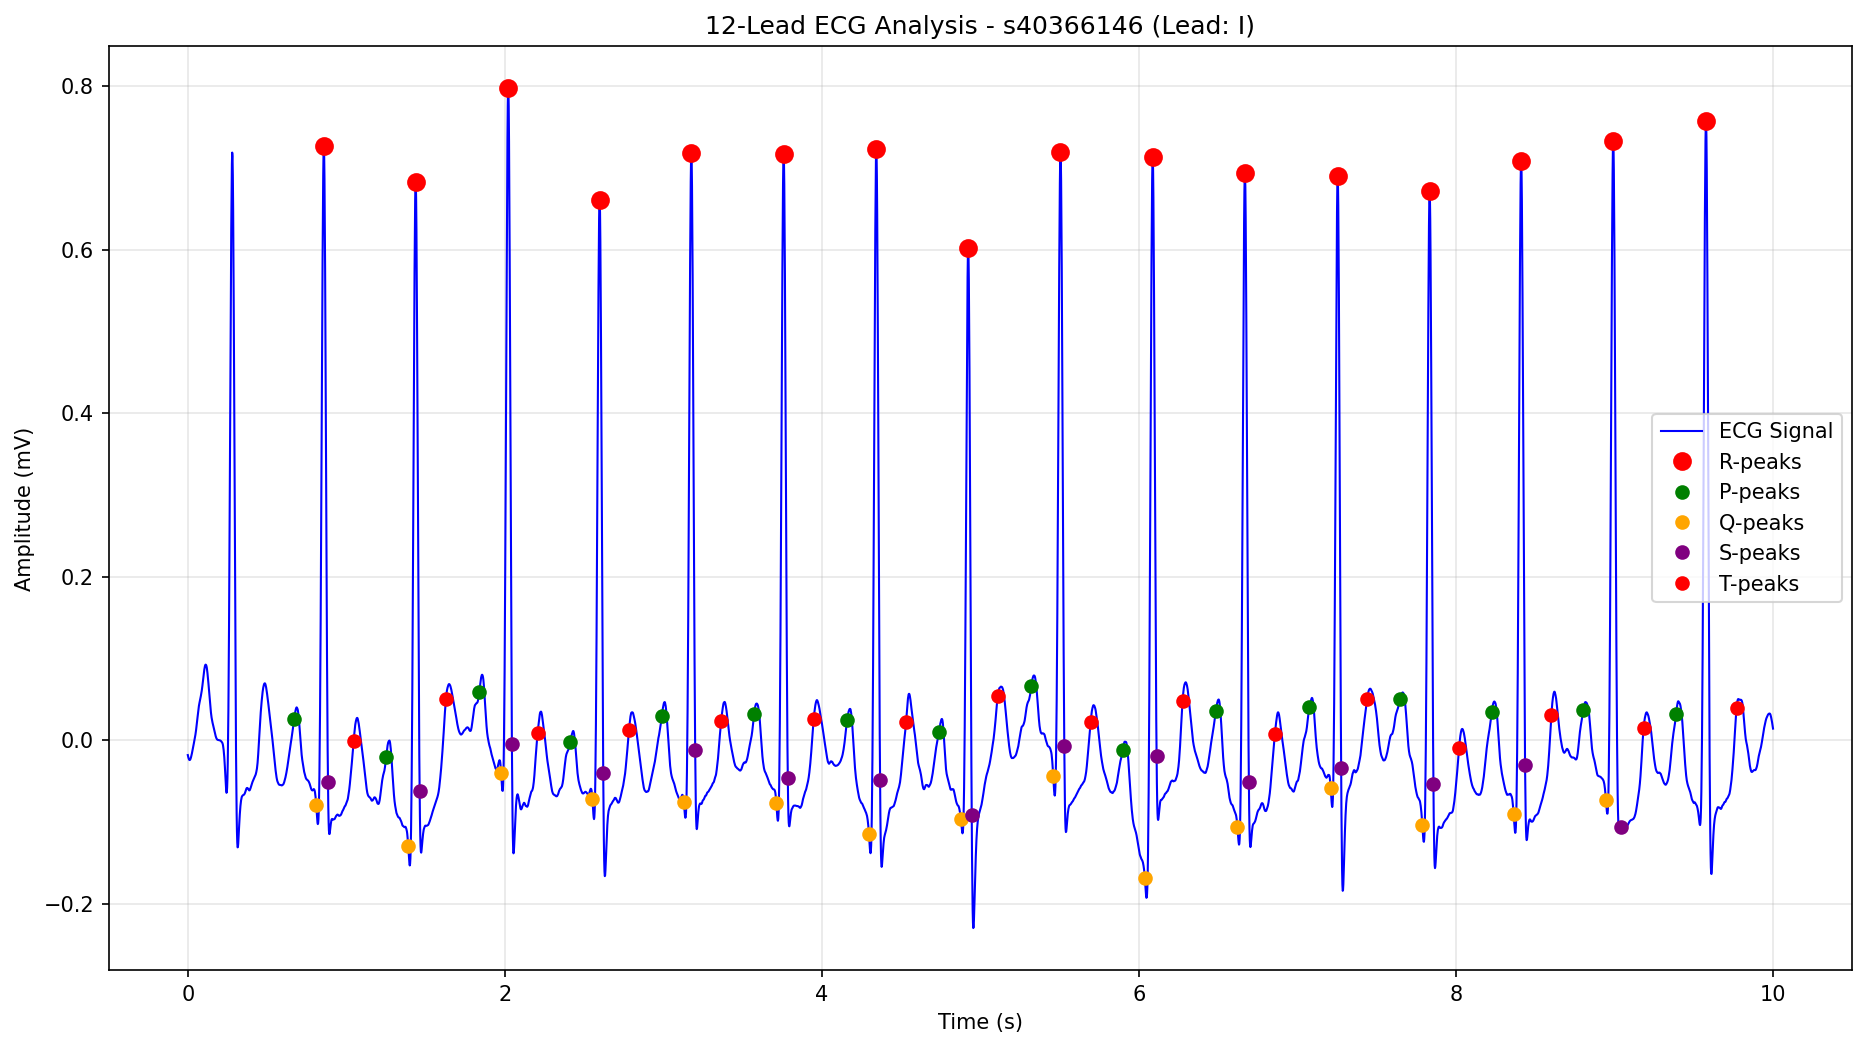 12-Lead ECG Analysis - s40366146 (Lead: I)
Amplitude (mV)
0.8
0.6
0.4
0.2
0.0
−0.2
ECG Signal
R-peaks
P-peaks
Q-peaks
S-peaks
T-peaks
0 2 4 6 8 10
Time (s)